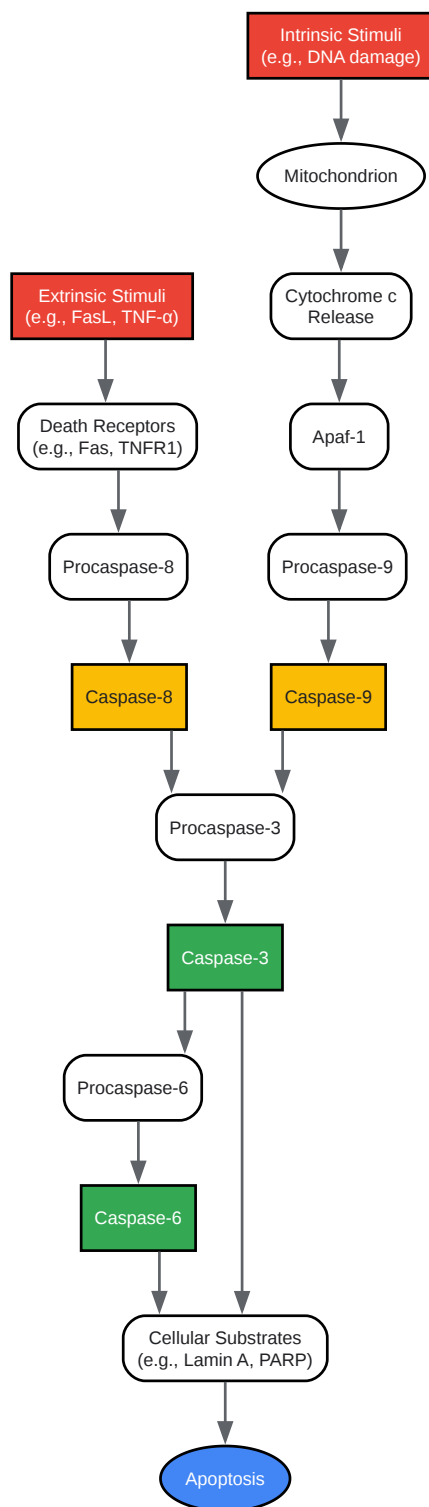 Intrinsic Stimuli
(e.g., DNA damage)
Mitochondrion
Extrinsic Stimuli
(e.g., FasL, TNF-α)
Cytochrome c
Release
Death Receptors
(e.g., Fas, TNFR1)
Apaf-1
Procaspase-8
Procaspase-9
Caspase-8
Caspase-9
Procaspase-3
Caspase-3
Procaspase-6
Caspase-6
Cellular Substrates
(e.g., Lamin A, PARP)
Apoptosis